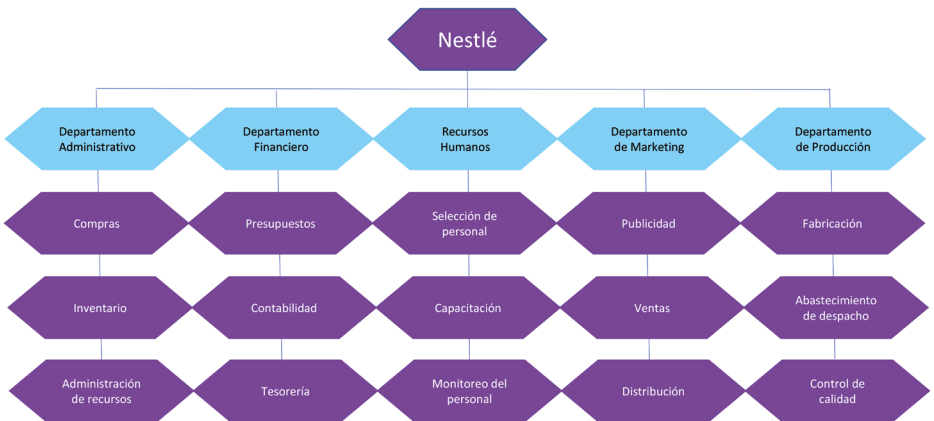 Nestlé
Departamento
Administrativo
Departamento
Financiero
Recursos
Humanos
Departamento
de Marketing
Departamento
de Producción
Compras
Presupuestos
Selección de
personal
Publicidad
Fabricación
Inventario
Contabilidad
Capacitación
Ventas
Abastecimiento
de despacho
Administración
de recursos
Tesorería
Monitoreo del
personal
Distribución
Control de
calidad